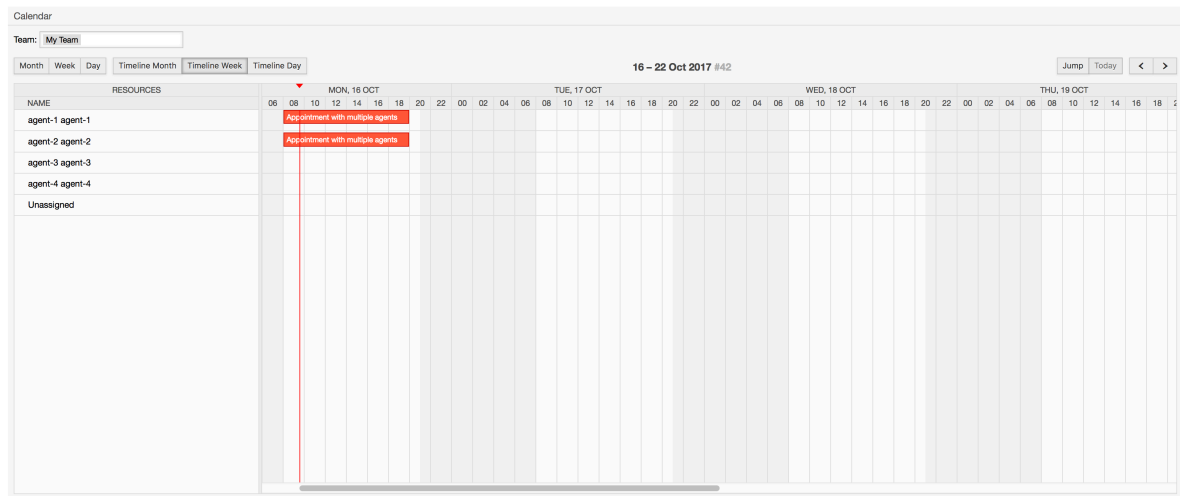 Calendar
Team: My Team
Month Week Day Timeline Month Timeline Week Timeline Day 16 – 22 Oct 2017 #42 Jump Today < >
RESOURCES MON, 16 OCT TUE, 17 OCT WED, 18 OCT THU, 19 OCT
NAME 06 08 10 12 14 16 18 20 22 00 02 04 06 08 10 12 14 16 18 20 22 00 02 04 06 08 10 12 14 16 18 20 22 00 02 04 06 08 10 12 14 16 18
agent-1 agent-1 Appointment with multiple agents
agent-2 agent-2 Appointment with multiple agents
agent-3 agent-3
agent-4 agent-4
Unassigned